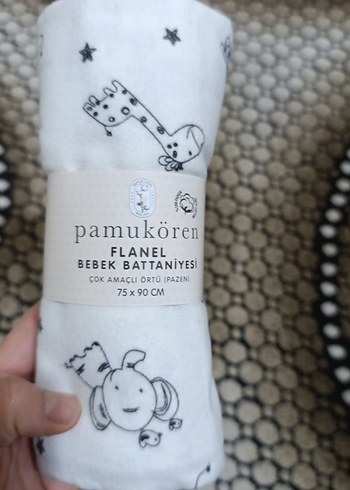 pamukören
FLANEL
BEBEK BATTANİYESİ
ÇOK AMAÇLI ÖRTÜ (PAZEN)
75 x 90 CM